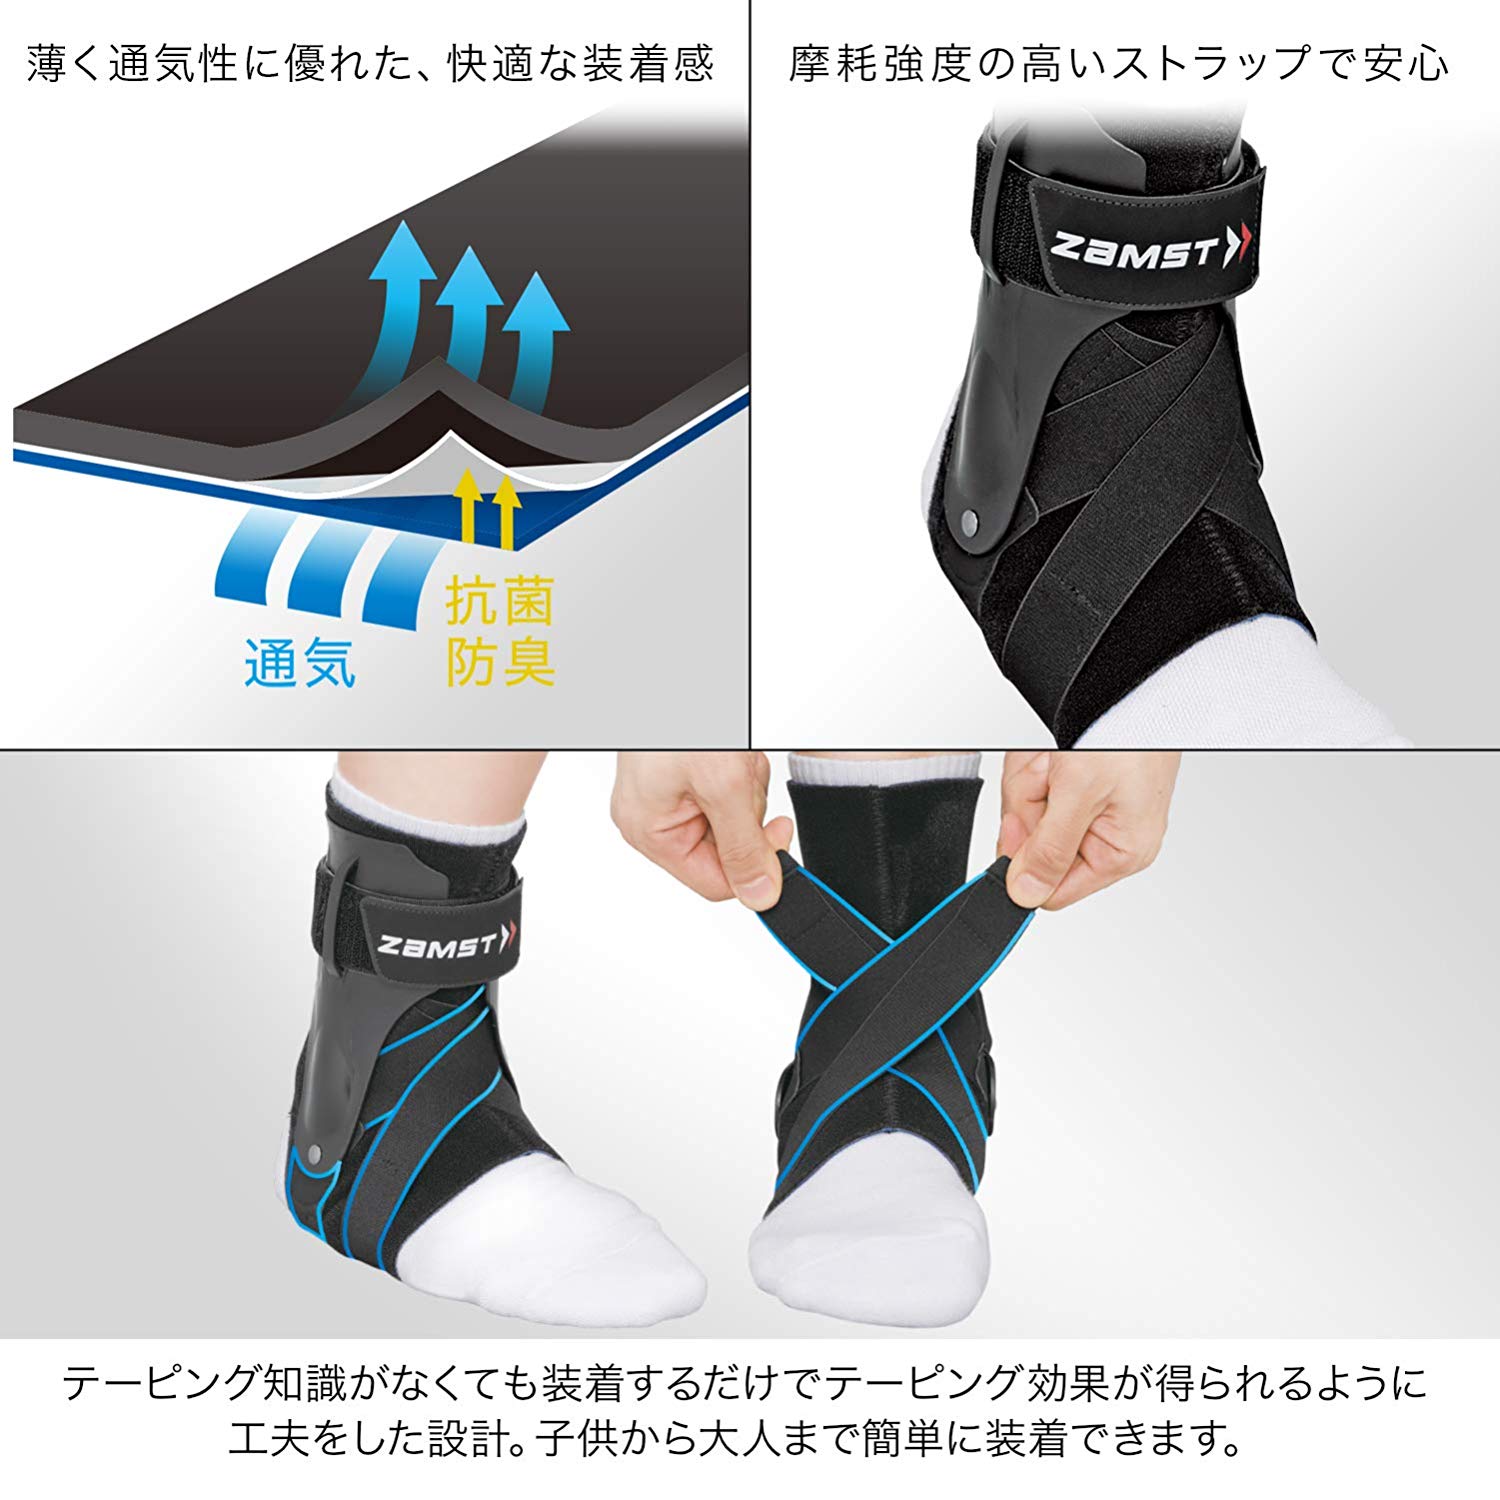 薄く通気性に優れた、快適な装着感
摩耗強度の高いストラップで安心
ZAMST
通気
抗菌
防臭
ZAMST
テーピング知識がなくても装着するだけでテーピング効果が得られるように
工夫をした設計。子供から大人まで簡単に装着できます。